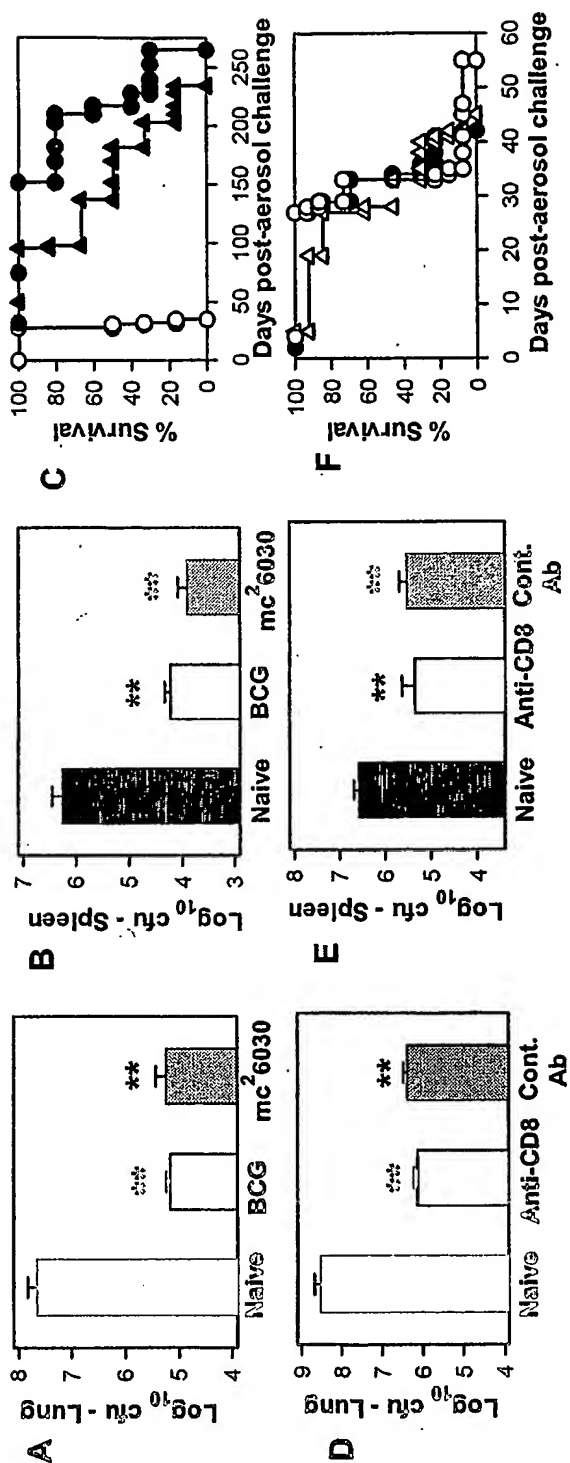 A
Log10 cfu - Lung
8
7
6
5
4
Naive
BCG
mc²6030
**
**
B
Log10 cfu - Spleen
7
6
5
4
3
Naive
BCG
mc²6030
**
**
C
% Survival
100
80
60
40
20
0
0
50
100
150
200
250
Days post-aerosol challenge
D
Log10 cfu - Lung
9
8
7
6
5
4
Naive
Anti-CD8
Cont.
Ab
**
**
E
Log10 cfu - Spleen
8
7
6
5
4
Naive
Anti-CD8
Cont.
Ab
**
**
F
% Survival
100
80
60
40
20
0
0
10
20
30
40
50
60
Days post-aerosol challenge